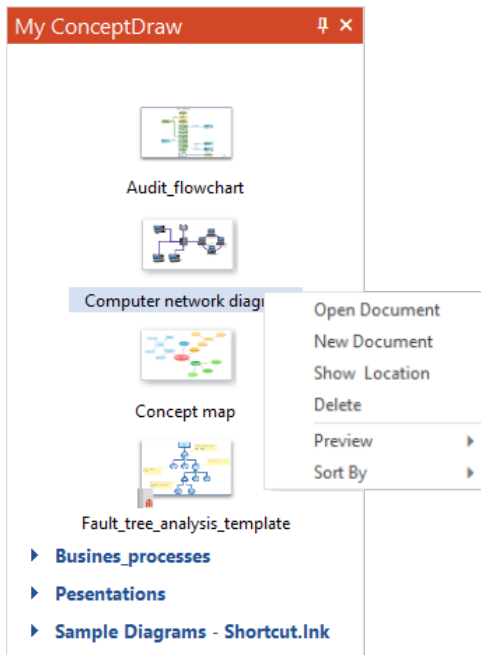 My ConceptDraw
Audit_flowchart
Computer network diagr
Open Document
New Document
Show Location
Delete
Preview
Sort By
Concept map
Fault_tree_analysis_template
Busines_processes
Pesentations
Sample Diagrams - Shortcut.lnk